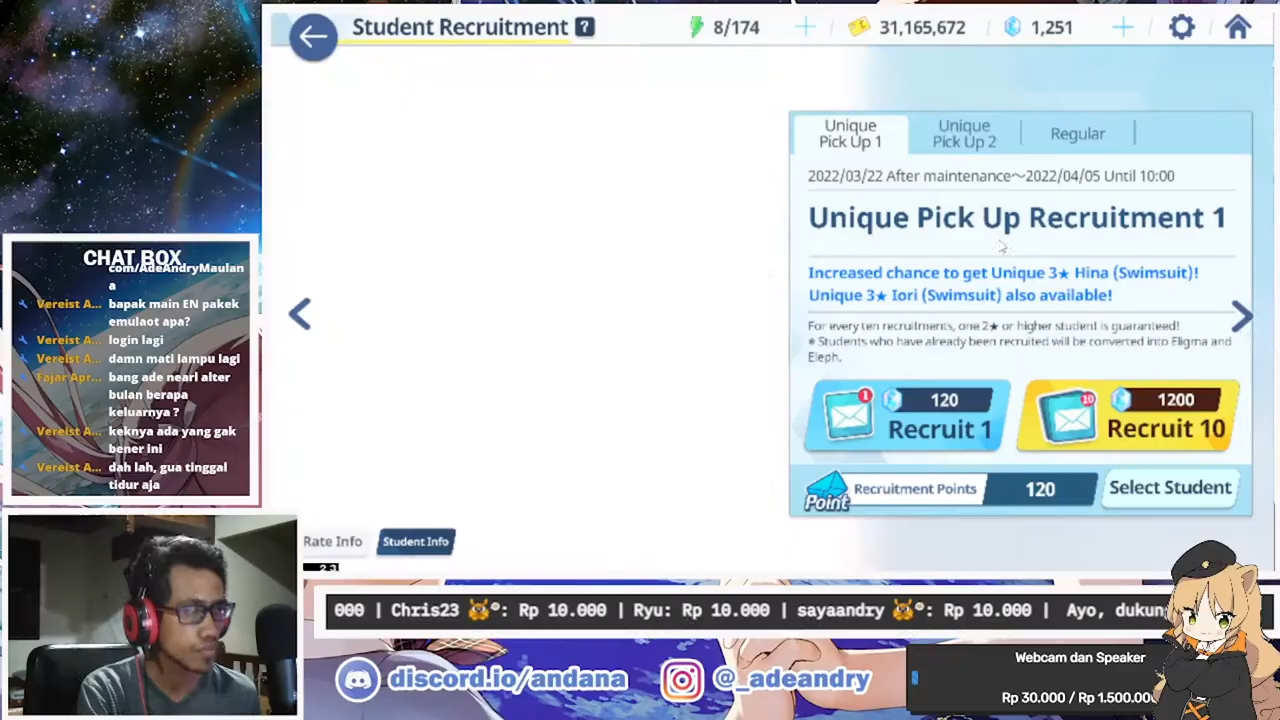 Student Recruitment ?
8/174
31,165,672
1,251
Unique
Pick Up 1
Unique
Pick Up 2
Regular
2022/03/22 After maintenance～2022/04/05 Until 10:00
Unique Pick Up Recruitment 1
Increased chance to get Unique 3★ Hina (Swimsuit)!
Unique 3★ Iori (Swimsuit) also available!
For every ten recruitments, one 2★ or higher student is guaranteed!
* Students who have already been recruited will be converted into Eligma and
Eleph.
1
120
Recruit 1
10
1200
Recruit 10
Point
Recruitment Points
120
Select Student
Rate Info
Student Info
CHAT BOX
com/AdeAndryMaulan
a
Vereist A... bapak main EN pakek
emulaot apa?
Vereist A... login lagi
Vereist A... damn mati lampu lagi
Fajar Apr... bang ade nearl alter
bulan berapa
keluarnya ?
Vereist A... keknya ada yang gak
bener ini
Vereist A... dah lah, gua tinggal
tidur aja
000 | Chris23 : Rp 10.000 | Ryu: Rp 10.000 | sayaandry : Rp 10.000 | Ayo, dukun
discord.io/andana
@_adeandry
Webcam dan Speaker
Rp 30.000 / Rp 1.500.00